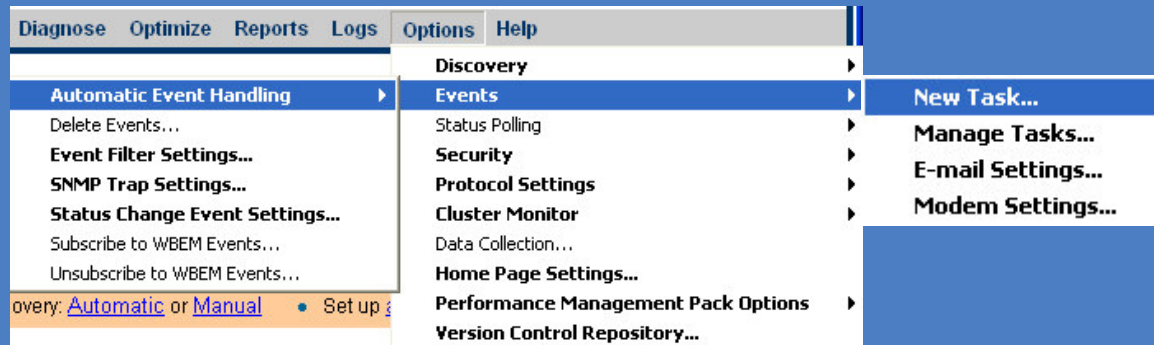 Diagnose Optimize Reports Logs Options Help
Automatic Event Handling
Delete Events...
Event Filter Settings...
SNMP Trap Settings...
Status Change Event Settings...
Subscribe to WBEM Events...
Unsubscribe to WBEM Events...
overy: Automatic or Manual • Set up
Discovery
Events
Status Polling
Security
Protocol Settings
Cluster Monitor
Data Collection...
Home Page Settings...
Performance Management Pack Options
Version Control Repository...
New Task...
Manage Tasks...
E-mail Settings...
Modem Settings...